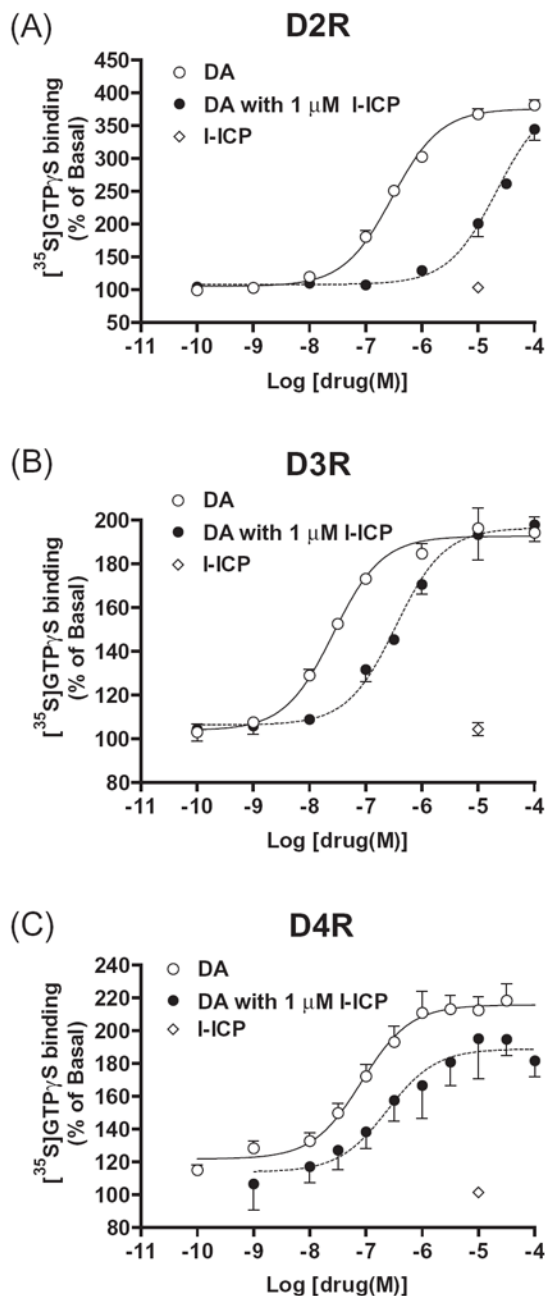 (A) D2R
DA
DA with 1 μM I-ICP
I-ICP
[³⁵S]GTPγS binding
(% of Basal)
450
400
350
300
250
200
150
100
50
-11 -10 -9 -8 -7 -6 -5 -4
Log [drug(M)]
(B) D3R
DA
DA with 1 μM I-ICP
I-ICP
[³⁵S]GTPγS binding
(% of Basal)
200
180
160
140
120
100
80
-11 -10 -9 -8 -7 -6 -5 -4
Log [drug(M)]
(C) D4R
DA
DA with 1 μM I-ICP
I-ICP
[³⁵S]GTPγS binding
(% of Basal)
240
220
200
180
160
140
120
100
80
-11 -10 -9 -8 -7 -6 -5 -4
Log [drug(M)]